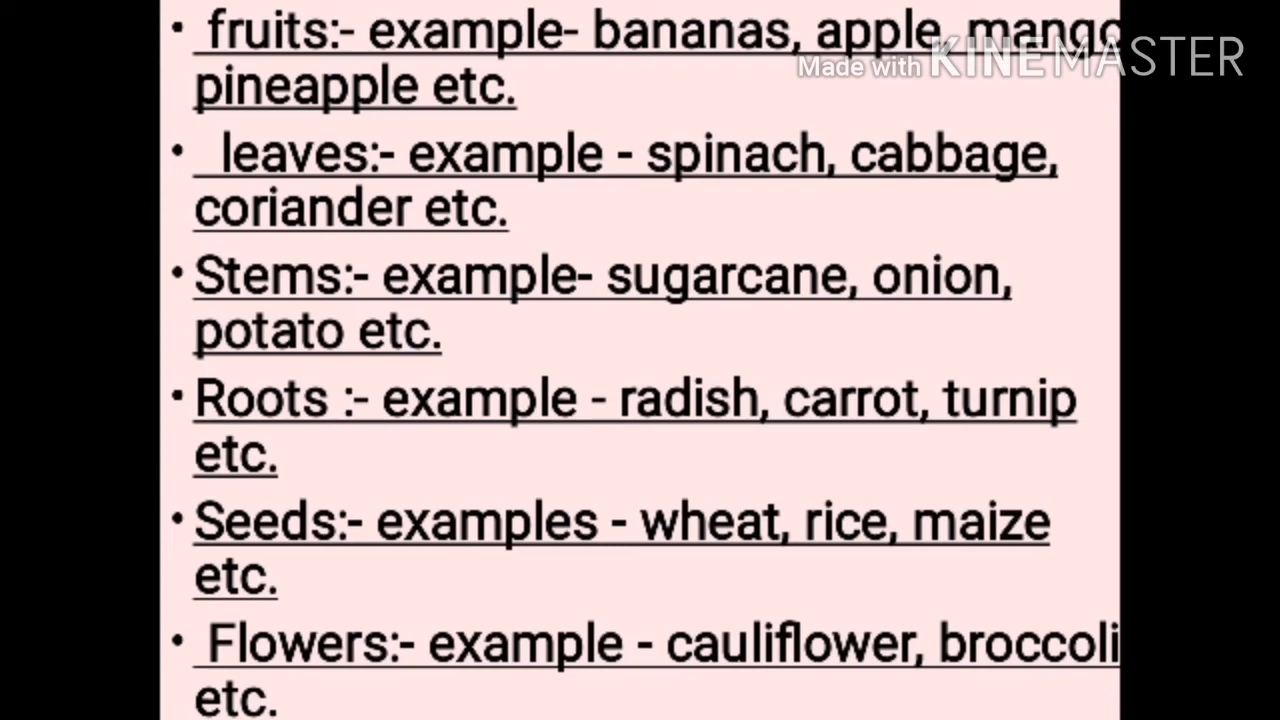 • fruits:- example- bananas, apple, mango
Made with KINEMASTER
pineapple etc.
• leaves:- example - spinach, cabbage,
coriander etc.
• Stems:- example- sugarcane, onion,
potato etc.
• Roots :- example - radish, carrot, turnip
etc.
• Seeds:- examples - wheat, rice, maize
etc.
• Flowers:- example - cauliflower, broccoli
etc.